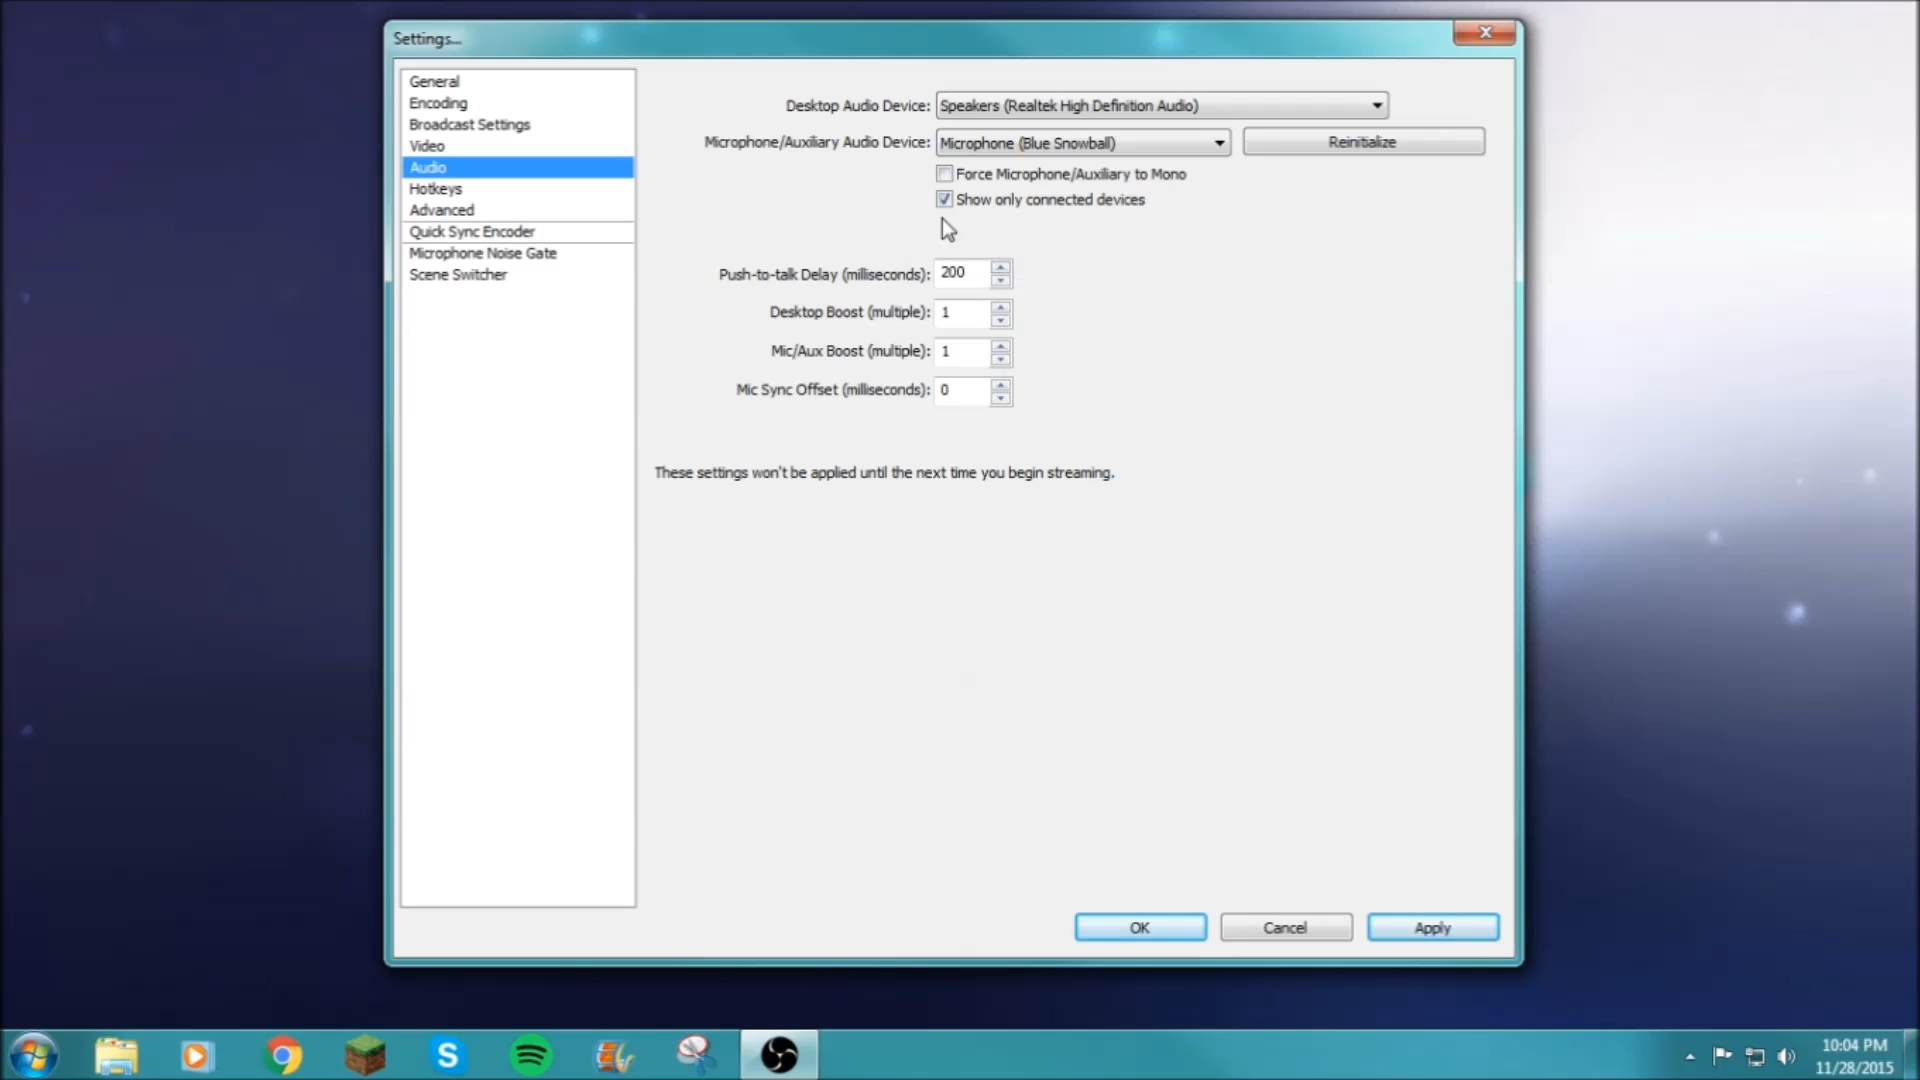 Settings...
General
Encoding
Broadcast Settings
Video
Audio
Hotkeys
Advanced
Quick Sync Encoder
Microphone Noise Gate
Scene Switcher
Desktop Audio Device: Speakers (Realtek High Definition Audio)
Microphone/Auxiliary Audio Device: Microphone (Blue Snowball) Reinitialize
Force Microphone/Auxiliary to Mono
Show only connected devices
Push-to-talk Delay (milliseconds): 200
Desktop Boost (multiple): 1
Mic/Aux Boost (multiple): 1
Mic Sync Offset (milliseconds): 0
These settings won't be applied until the next time you begin streaming.
OK Cancel Apply
10:04 PM
11/28/2015